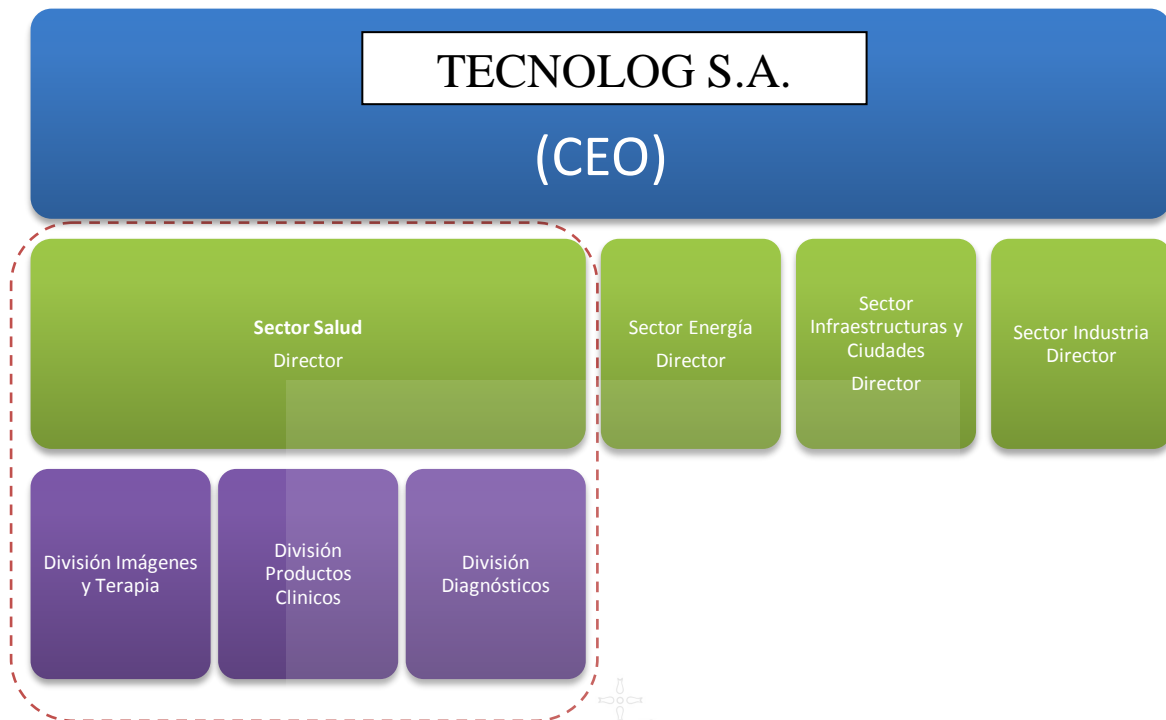 TECNOLOG S.A.
(CEO)
Sector Salud
Director
Sector Energía
Director
Sector
Infraestructuras y
Ciudades
Director
Sector Industria
Director
División Imágenes
y Terapia
División
Productos
Clinicos
División
Diagnósticos